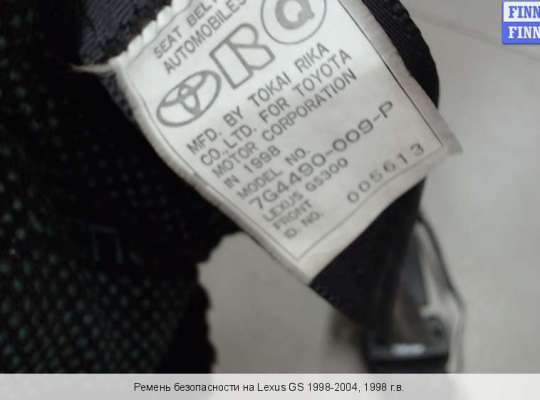 SEAT BELT
AUTOMOBILES
MFD. BY TOKAI RIKA
CO., LTD. FOR TOYOTA
MOTOR CORPORATION
IN 1998
MODEL NO.
7G4490-009-P
LEXUS GS300
FRONT
ID. NO. 005613
FINN
FINN
Ремень безопасности на Lexus GS 1998-2004, 1998 г.в.